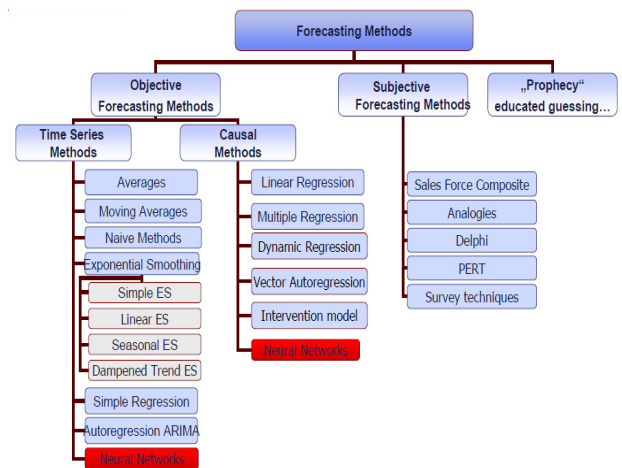 Forecasting Methods
Objective
Forecasting Methods
Subjective
Forecasting Methods
„Prophecy“
educated guessing…
Time Series
Methods
Causal
Methods
Averages
Moving Averages
Naive Methods
Exponential Smoothing
Simple ES
Linear ES
Seasonal ES
Dampened Trend ES
Simple Regression
Autoregression ARIMA
Neural Networks
Linear Regression
Multiple Regression
Dynamic Regression
Vector Autoregression
Intervention model
Neural Networks
Sales Force Composite
Analogies
Delphi
PERT
Survey techniques